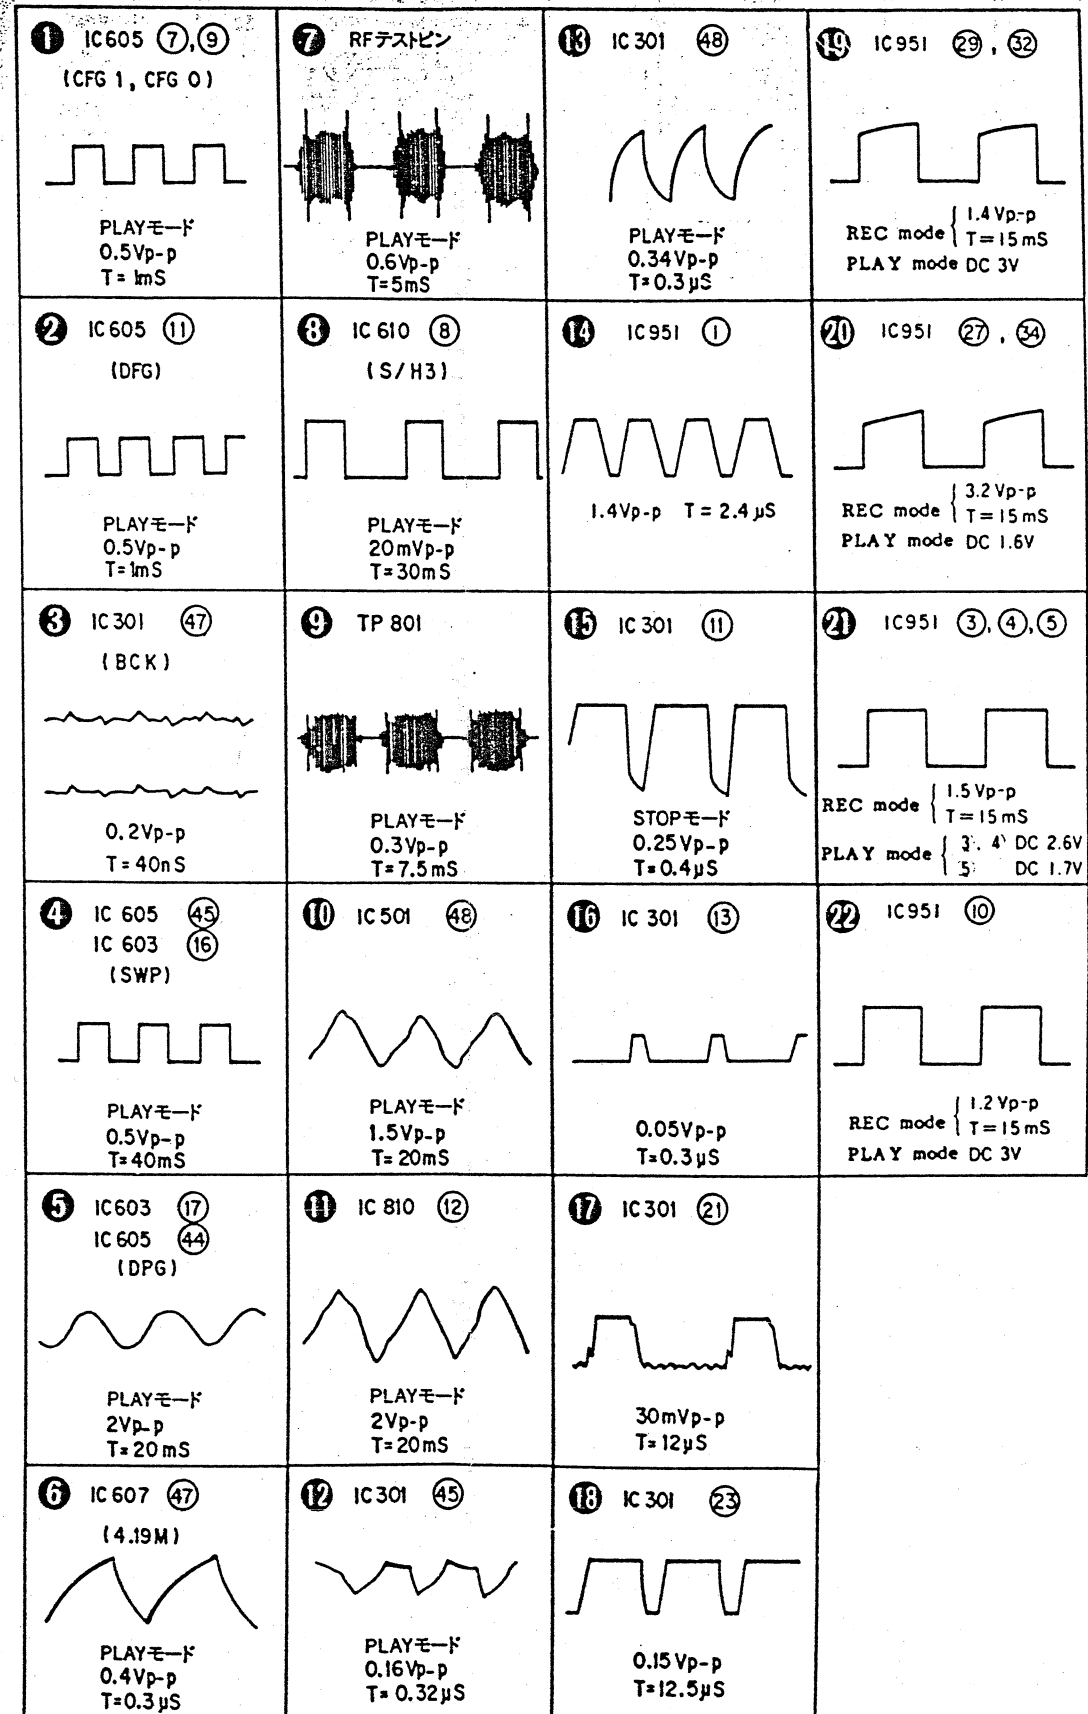 ❶ IC605 ⑦,⑨
(CFG 1, CFG 0)
PLAYモード
0.5Vp-p
T=1mS
❷ IC605 ⑪
(DFG)
PLAYモード
0.5Vp-p
T=1mS
❸ IC301 ㊼
(BCK)
0.2Vp-p
T=40nS
❹ IC 605 ㊺
IC 603 ⑯
(SWP)
PLAYモード
0.5Vp-p
T=40mS
❺ IC603 ⑰
IC605 ㊹
(DPG)
PLAYモード
2Vp-p
T=20mS
❻ IC607 ㊼
(4.19M)
PLAYモード
0.4Vp-p
T=0.3μS
❼ RFテストピン
PLAYモード
0.6Vp-p
T=5mS
❽ IC 610 ⑧
(S/H3)
PLAYモード
20mVp-p
T=30mS
❾ TP 801
PLAYモード
0.3Vp-p
T=7.5mS
❿ IC501 ㊽
PLAYモード
1.5Vp-p
T=20mS
⓫ IC 810 ⑫
PLAYモード
2Vp-p
T=20mS
⓬ IC301 ㊺
PLAYモード
0.16Vp-p
T=0.32μS
⓭ IC301 ㊽
PLAYモード
0.34Vp-p
T=0.3μS
⓮ IC951 ①
1.4Vp-p T=2.4μS
⓯ IC301 ⑪
STOPモード
0.25Vp-p
T=0.4μS
⓰ IC 301 ⑬
0.05Vp-p
T=0.3μS
⓱ IC301 ㉑
30mVp-p
T=12μS
⓲ IC301 ㉓
0.15Vp-p
T=12.5μS
⓳ IC951 ㉙, ㉜
REC mode { 1.4Vp-p
T=15mS
PLAY mode DC 3V
⓴ IC951 ㉗, ㉞
REC mode { 3.2Vp-p
T=15mS
PLAY mode DC 1.6V
㉑ IC951 ③,④,⑤
REC mode { 1.5Vp-p
T=15mS
PLAY mode { 3, 4 DC 2.6V
5 DC 1.7V
㉒ IC951 ⑩
REC mode { 1.2Vp-p
T=15mS
PLAY mode DC 3V